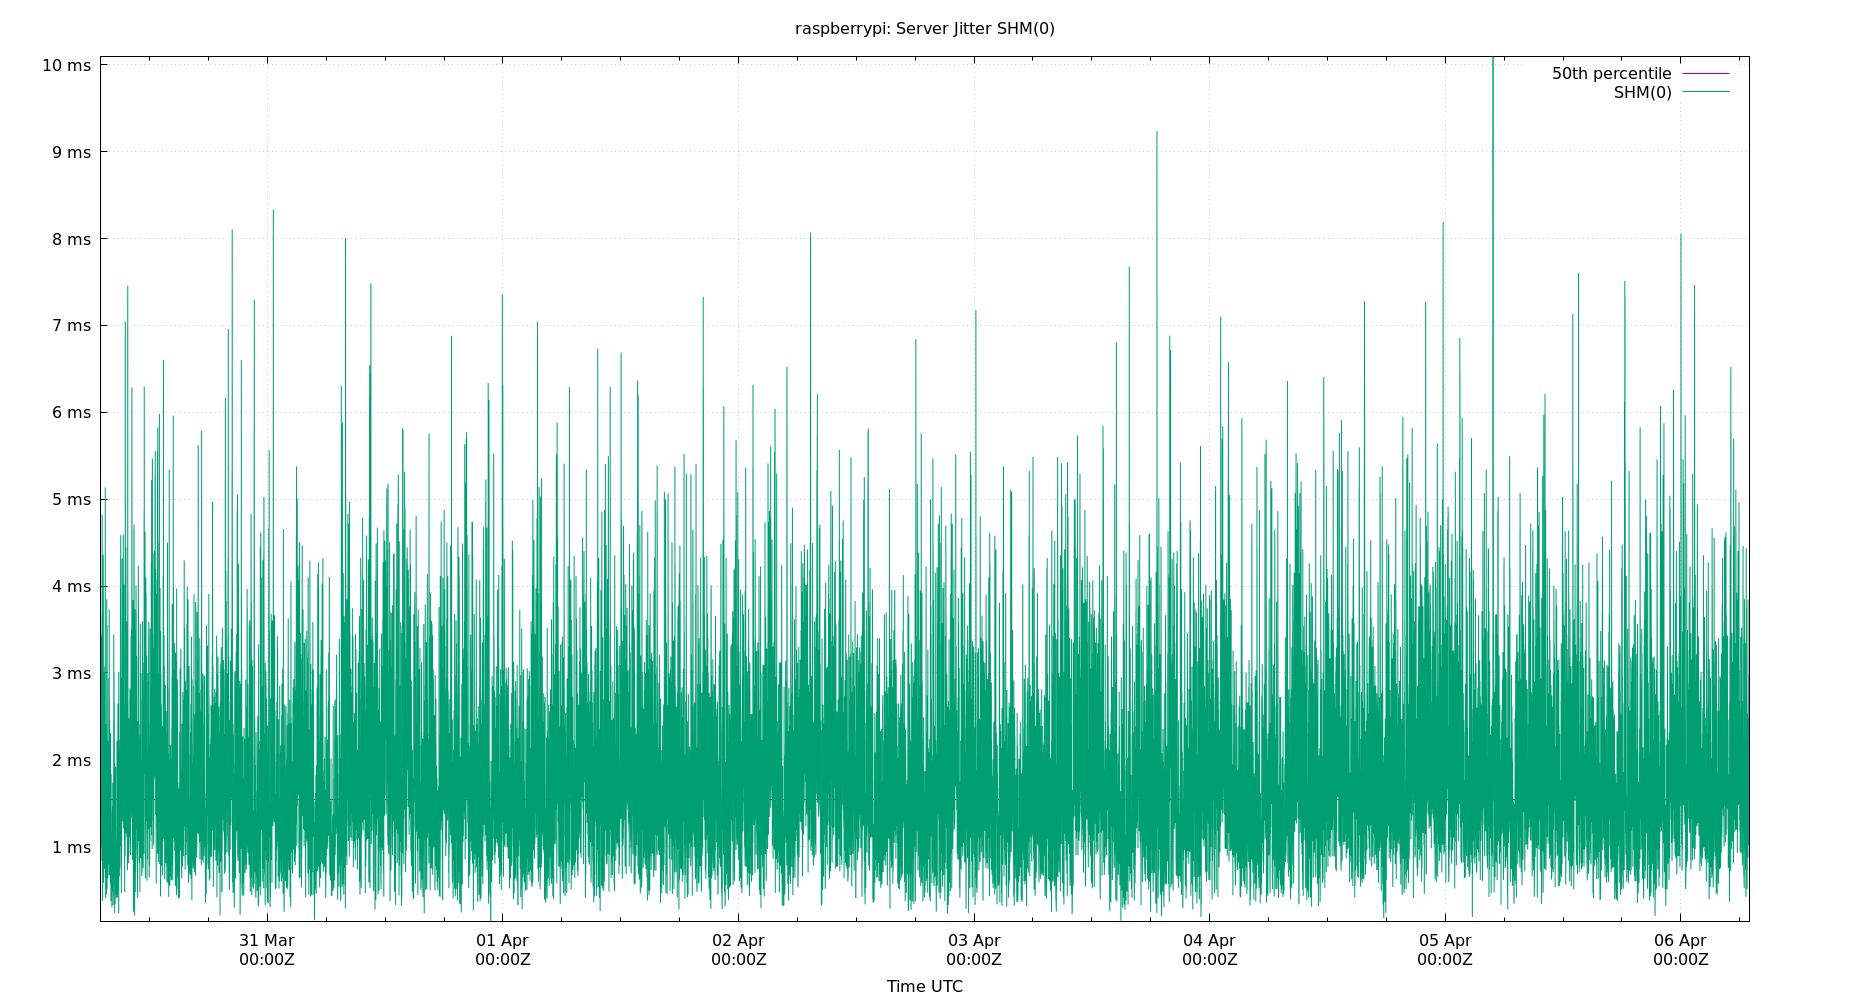 raspberrypi: Server Jitter SHM(0)
10 ms
9 ms
8 ms
7 ms
6 ms
5 ms
4 ms
3 ms
2 ms
1 ms
50th percentile
SHM(0)
31 Mar
00:00Z
01 Apr
00:00Z
02 Apr
00:00Z
03 Apr
00:00Z
04 Apr
00:00Z
05 Apr
00:00Z
06 Apr
00:00Z
Time UTC